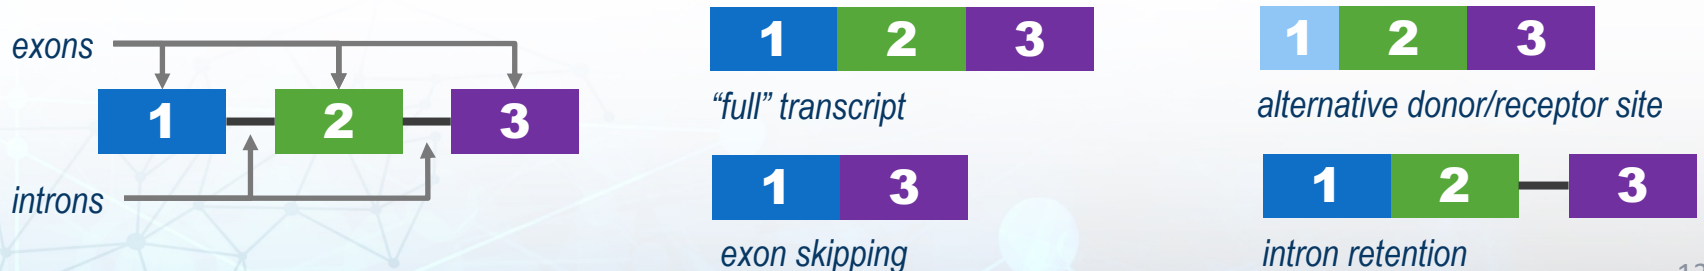 exons
1 2 3
introns
1 2 3
“full” transcript
1 3
exon skipping
1 2 3
alternative donor/receptor site
1 2 3
intron retention